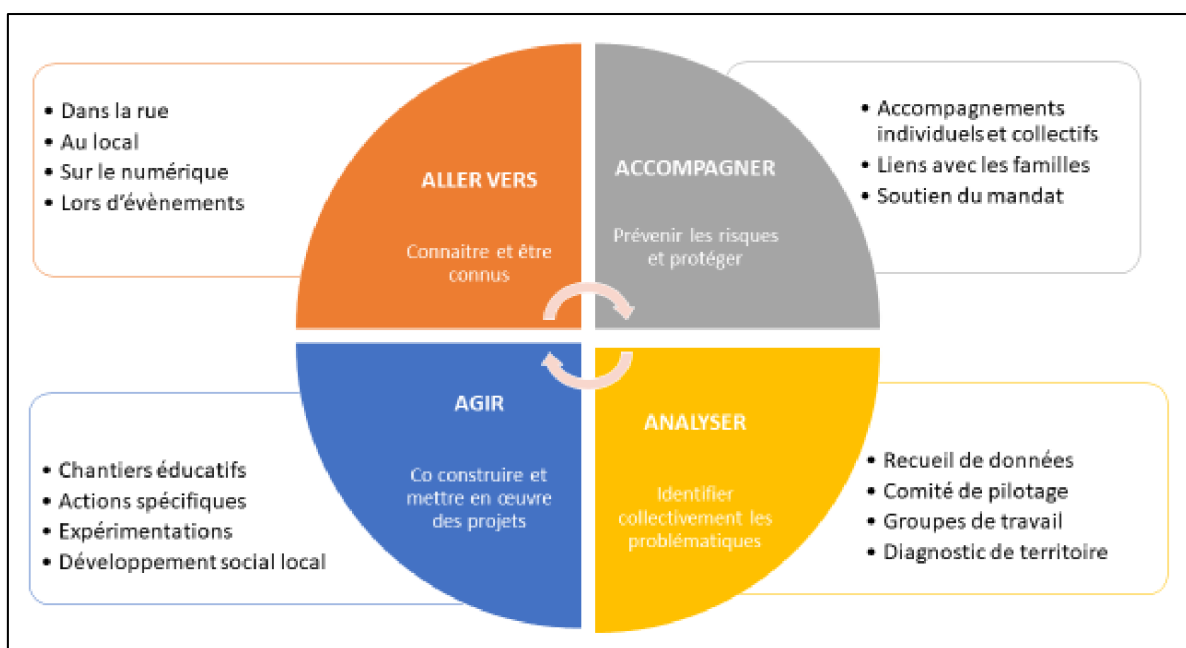 • Dans la rue
• Au local
• Sur le numérique
• Lors d'évènements
ALLER VERS
Connaitre et être
connus
ACCOMPAGNER
Prévenir les risques
et protéger
• Accompagnements
individuels et collectifs
• Liens avec les familles
• Soutien du mandat
• Chantiers éducatifs
• Actions spécifiques
• Expérimentations
• Développement social local
AGIR
Co construire et
mettre en œuvre
des projets
ANALYSER
Identifier
collectivement les
problématiques
• Recueil de données
• Comité de pilotage
• Groupes de travail
• Diagnostic de territoire